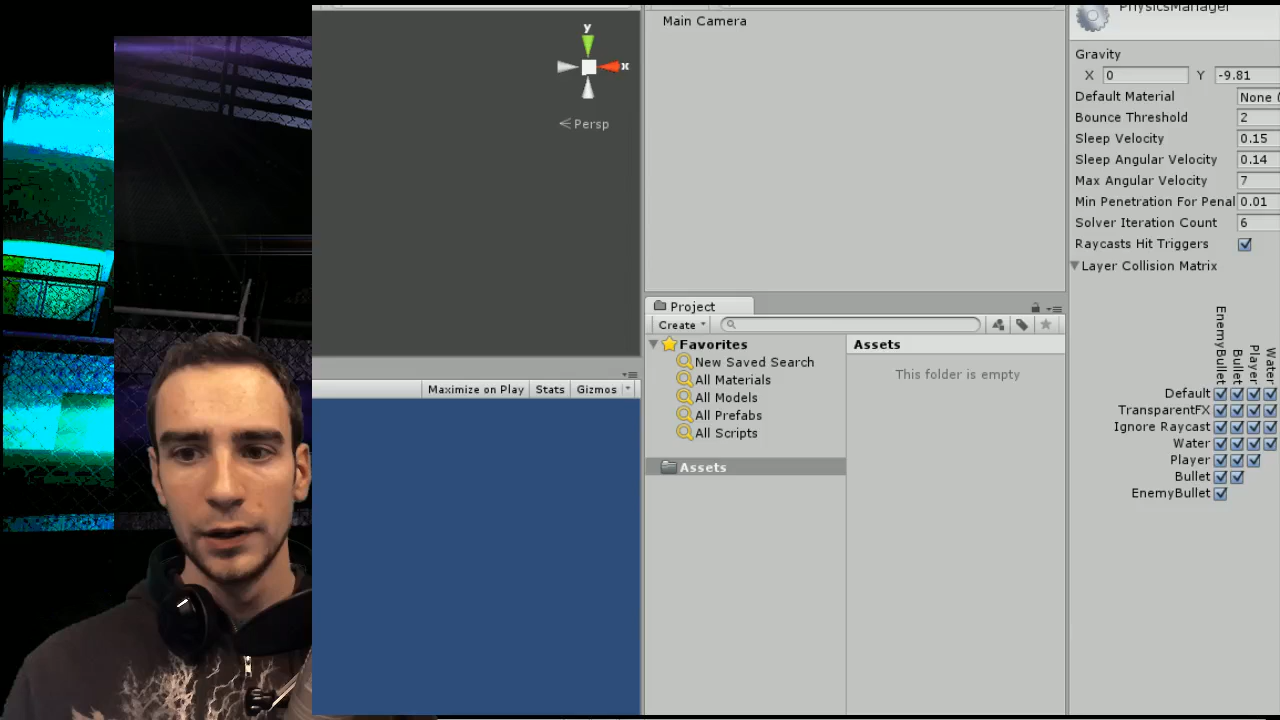 y
x
Persp
Maximize on Play Stats Gizmos
Main Camera
Project
Create
Favorites
New Saved Search
All Materials
All Models
All Prefabs
All Scripts
Assets
Assets
This folder is empty
PhysicsManager
Gravity
X 0 Y -9.81
Default Material None (
Bounce Threshold 2
Sleep Velocity 0.15
Sleep Angular Velocity 0.14
Max Angular Velocity 7
Min Penetration For Penal 0.01
Solver Iteration Count 6
Raycasts Hit Triggers
Layer Collision Matrix
EnemyBullet
Bullet
Player
Water
Default
TransparentFX
Ignore Raycast
Water
Player
Bullet
EnemyBullet